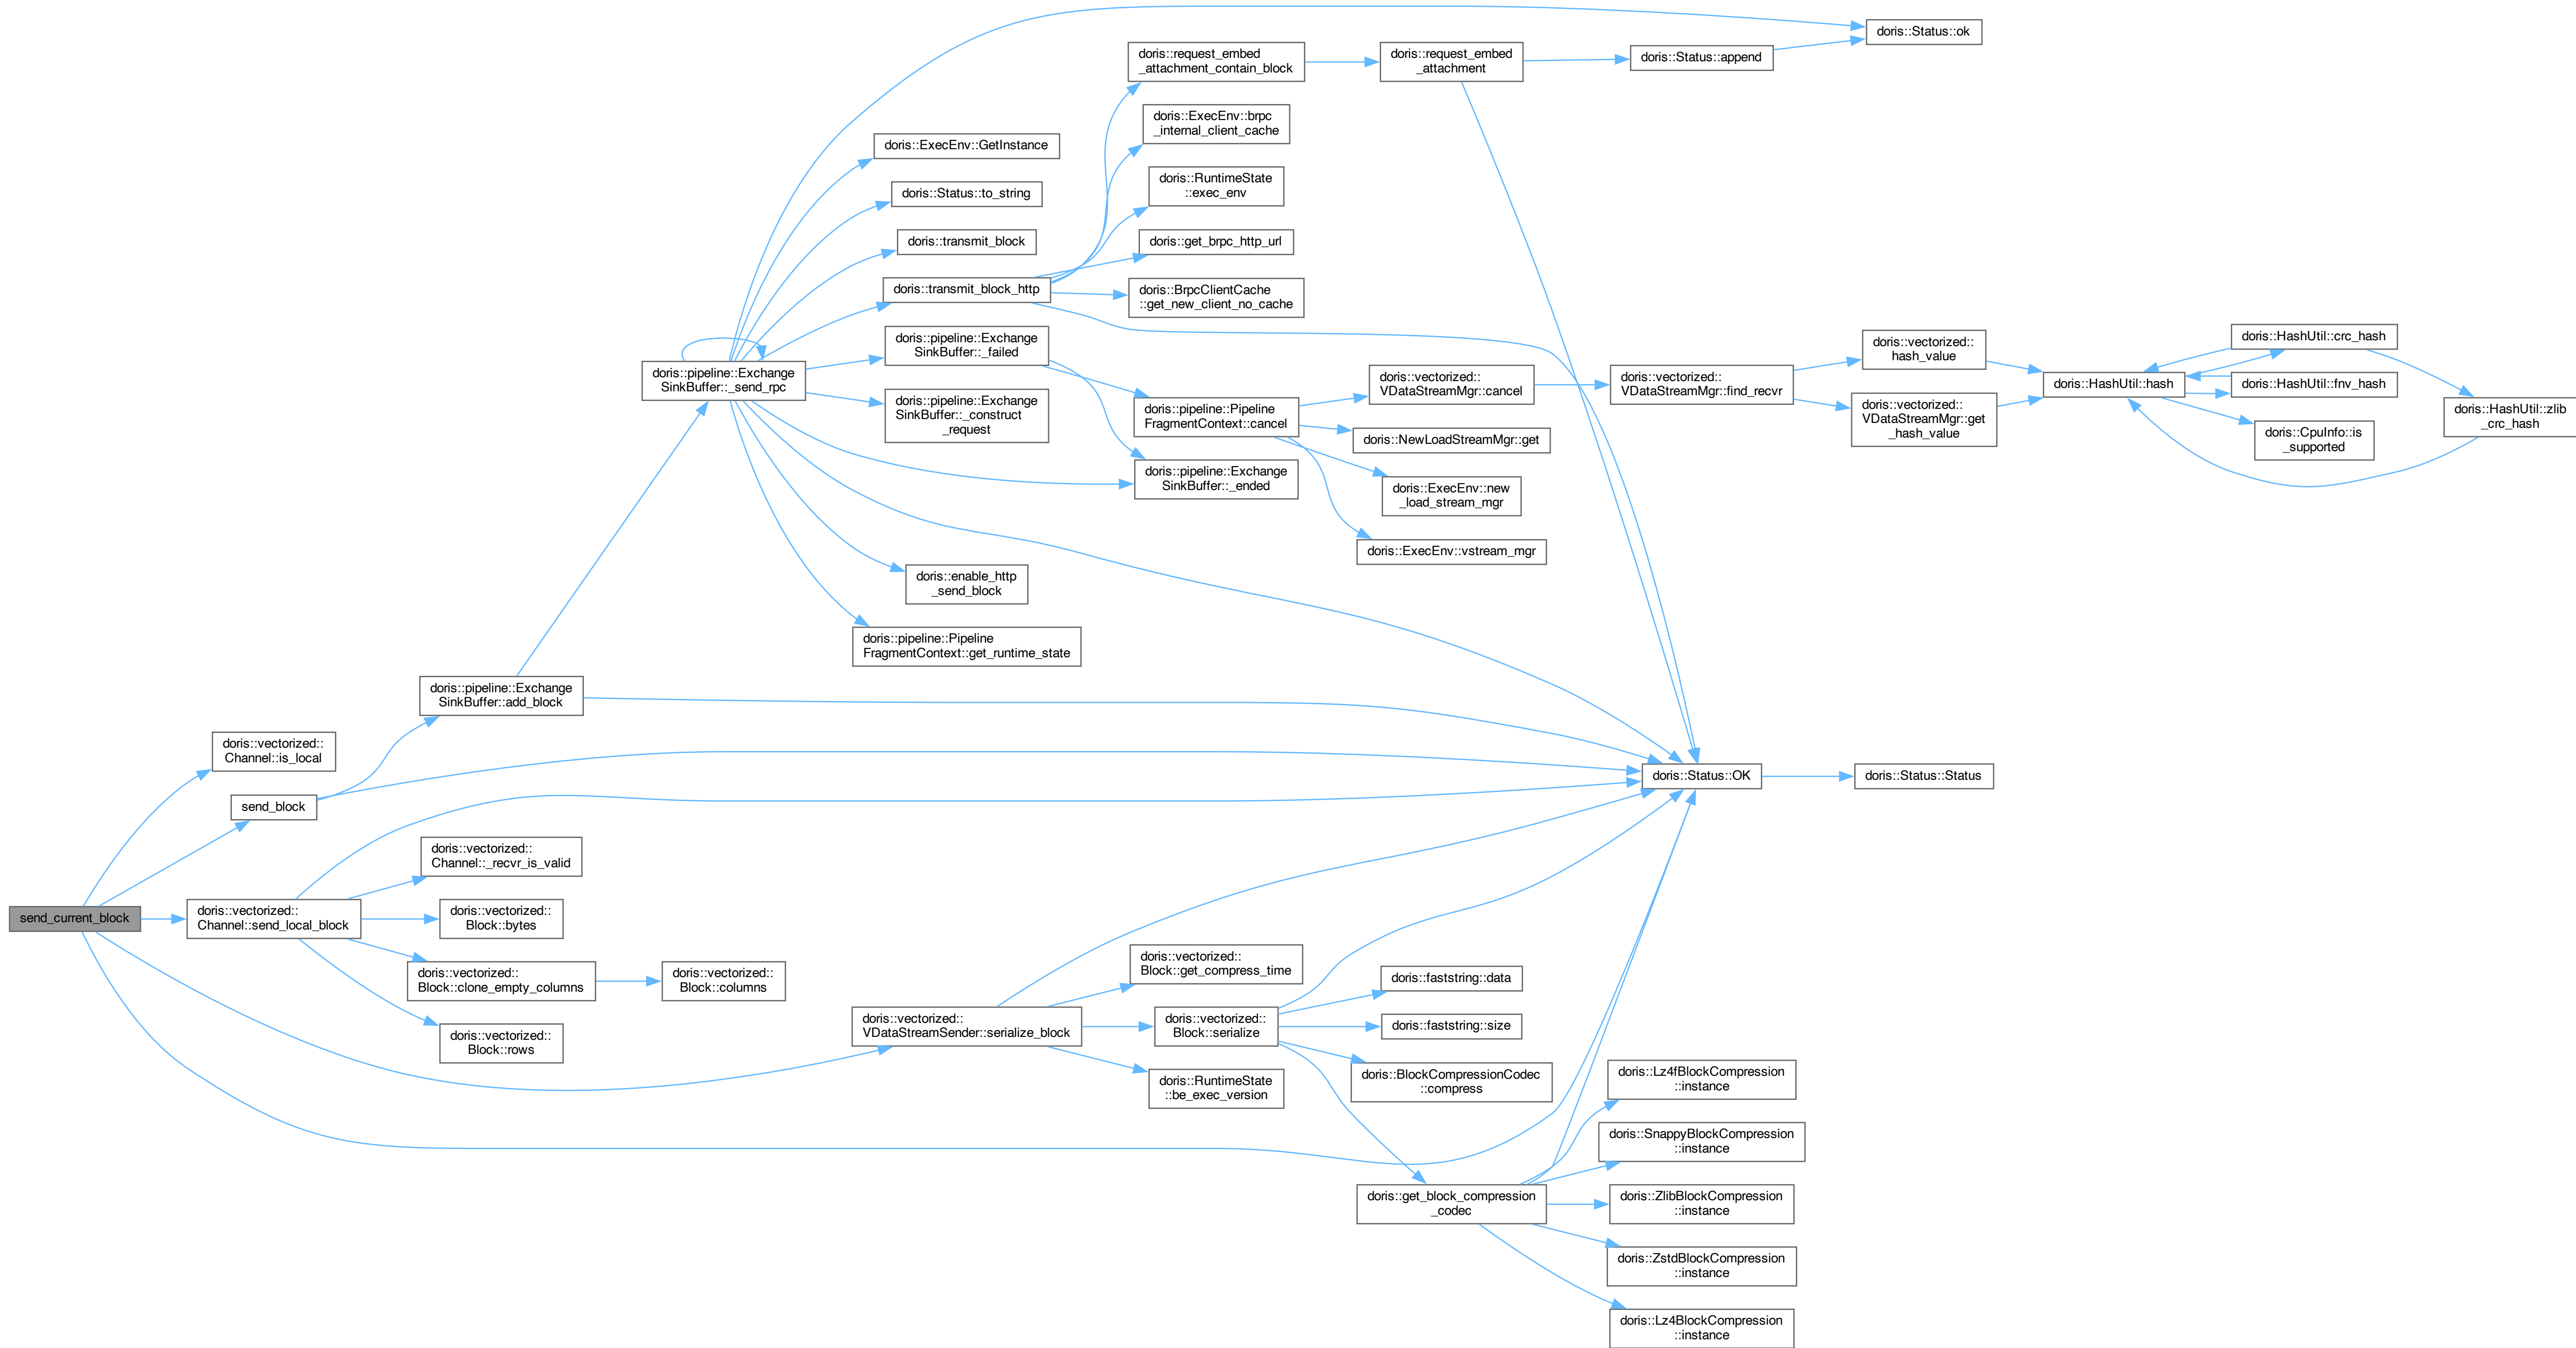 send_current_block
doris::vectorized::
Channel::is_local
send_block
doris::vectorized::
Channel::send_local_block
doris::pipeline::Exchange
SinkBuffer::add_block
doris::vectorized::
Channel::_recvr_is_valid
doris::vectorized::
Block::bytes
doris::vectorized::
Block::clone_empty_columns
doris::vectorized::
Block::rows
doris::pipeline::Exchange
SinkBuffer::_send_rpc
doris::vectorized::
Block::columns
doris::ExecEnv::GetInstance
doris::Status::to_string
doris::transmit_block
doris::transmit_block_http
doris::pipeline::Exchange
SinkBuffer::_failed
doris::pipeline::Exchange
SinkBuffer::_construct
_request
doris::enable_http
_send_block
doris::pipeline::Pipeline
FragmentContext::get_runtime_state
doris::vectorized::
VDataStreamSender::serialize_block
doris::request_embed
_attachment_contain_block
doris::ExecEnv::brpc
_internal_client_cache
doris::RuntimeState
::exec_env
doris::get_brpc_http_url
doris::BrpcClientCache
::get_new_client_no_cache
doris::pipeline::Pipeline
FragmentContext::cancel
doris::pipeline::Exchange
SinkBuffer::_ended
doris::vectorized::
Block::get_compress_time
doris::vectorized::
Block::serialize
doris::RuntimeState
::be_exec_version
doris::request_embed
_attachment
doris::vectorized::
VDataStreamMgr::cancel
doris::NewLoadStreamMgr::get
doris::ExecEnv::new
_load_stream_mgr
doris::ExecEnv::vstream_mgr
doris::faststring::data
doris::faststring::size
doris::BlockCompressionCodec
::compress
doris::get_block_compression
_codec
doris::Status::append
doris::vectorized::
VDataStreamMgr::find_recvr
doris::Status::OK
doris::Lz4fBlockCompression
::instance
doris::SnappyBlockCompression
::instance
doris::ZlibBlockCompression
::instance
doris::ZstdBlockCompression
::instance
doris::Lz4BlockCompression
::instance
doris::Status::ok
doris::vectorized::
hash_value
doris::vectorized::
VDataStreamMgr::get
_hash_value
doris::Status::Status
doris::HashUtil::hash
doris::HashUtil::crc_hash
doris::HashUtil::fnv_hash
doris::CpuInfo::is
_supported
doris::HashUtil::zlib
_crc_hash